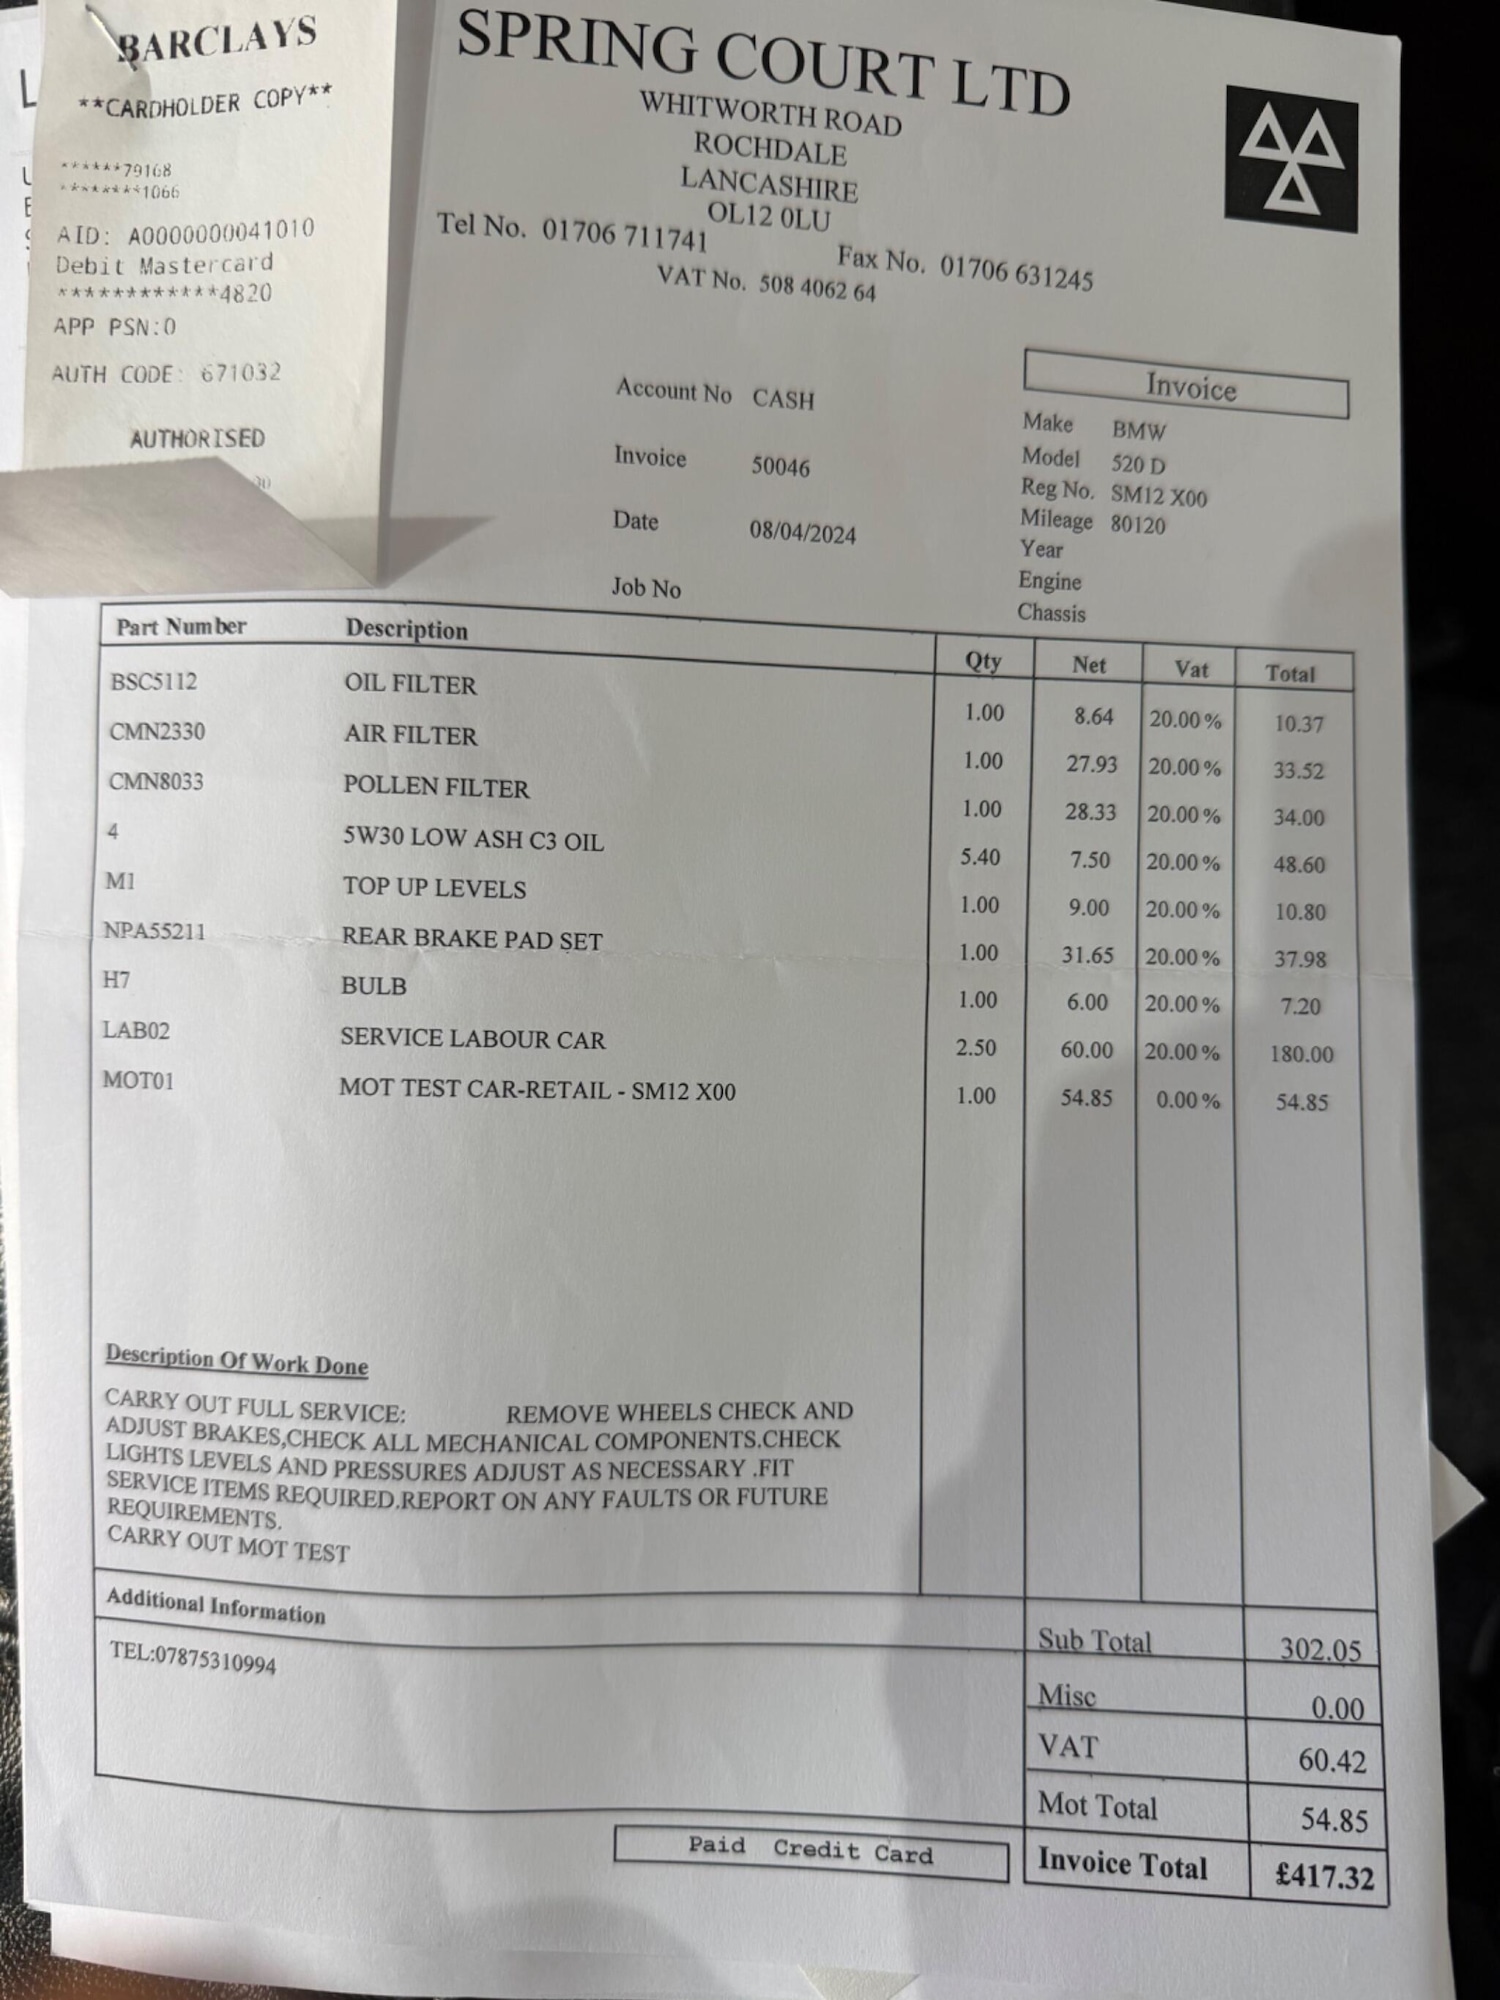 BARCLAYS
**CARDHOLDER COPY**
******79168
********1066
AID: A0000000041010
Debit Mastercard
************4820
APP PSN:0
AUTH CODE: 671032
AUTHORISED
SPRING COURT LTD
WHITWORTH ROAD
ROCHDALE
LANCASHIRE
OL12 0LU
Tel No. 01706 711741 Fax No. 01706 631245
VAT No. 508 4062 64
Invoice
Account No CASH
Invoice 50046
Date 08/04/2024
Job No
Make BMW
Model 520 D
Reg No. SM12 X00
Mileage 80120
Year
Engine
Chassis
Part Number Description Qty Net Vat Total
BSC5112 OIL FILTER 1.00 8.64 20.00% 10.37
CMN2330 AIR FILTER 1.00 27.93 20.00% 33.52
CMN8033 POLLEN FILTER 1.00 28.33 20.00% 34.00
4 5W30 LOW ASH C3 OIL 5.40 7.50 20.00% 48.60
M1 TOP UP LEVELS 1.00 9.00 20.00% 10.80
NPA55211 REAR BRAKE PAD SET 1.00 31.65 20.00% 37.98
H7 BULB 1.00 6.00 20.00% 7.20
LAB02 SERVICE LABOUR CAR 2.50 60.00 20.00% 180.00
MOT01 MOT TEST CAR-RETAIL - SM12 X00 1.00 54.85 0.00% 54.85
Description Of Work Done
CARRY OUT FULL SERVICE: REMOVE WHEELS CHECK AND
ADJUST BRAKES,CHECK ALL MECHANICAL COMPONENTS.CHECK
LIGHTS LEVELS AND PRESSURES ADJUST AS NECESSARY .FIT
SERVICE ITEMS REQUIRED.REPORT ON ANY FAULTS OR FUTURE
REQUIREMENTS.
CARRY OUT MOT TEST
Additional Information
TEL:07875310994
Sub Total 302.05
Misc 0.00
VAT 60.42
Mot Total 54.85
Invoice Total £417.32
Paid Credit Card